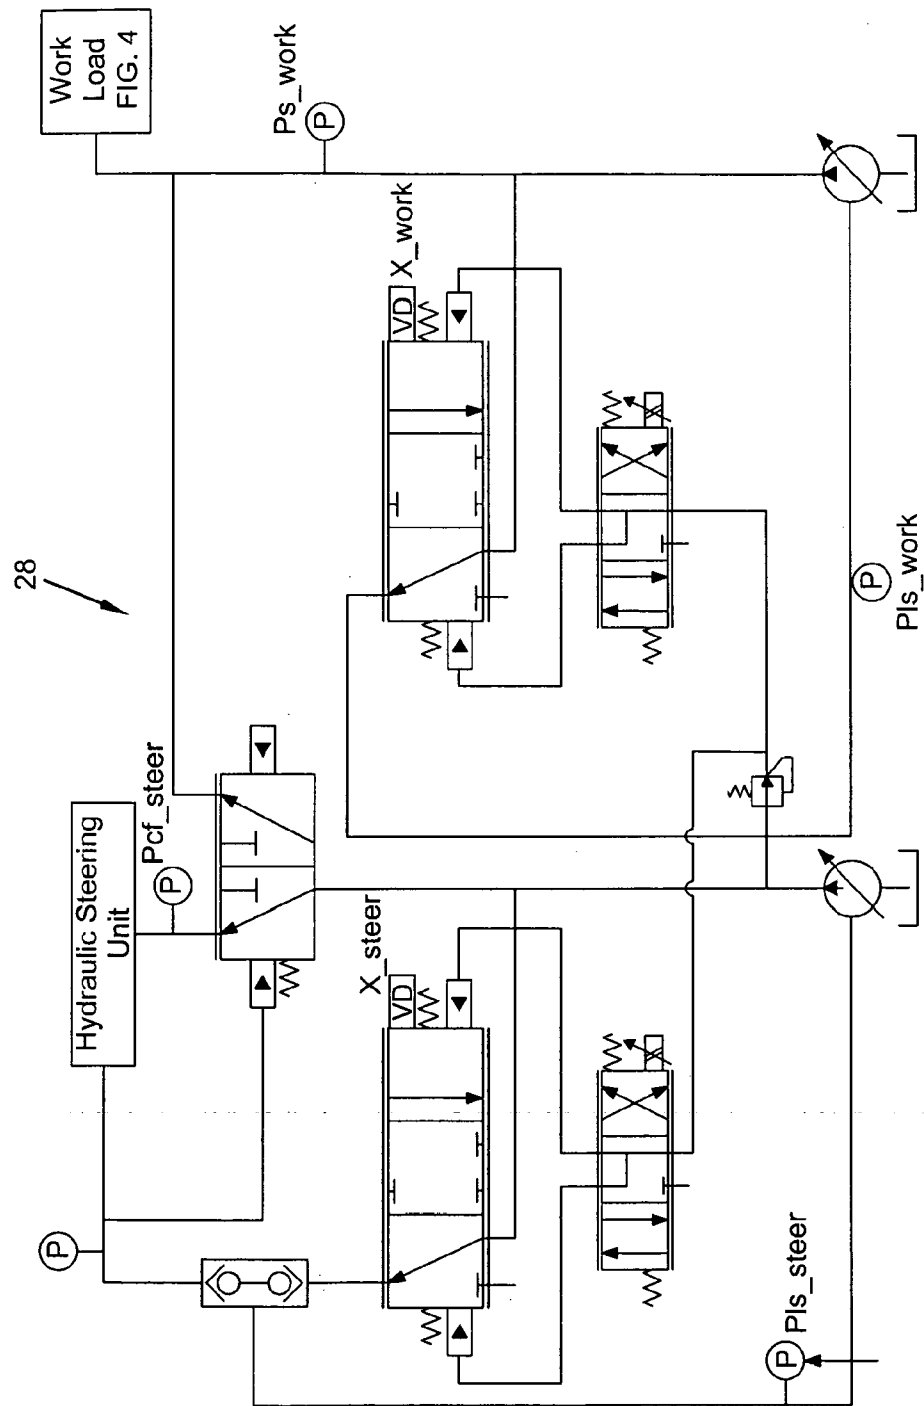 28
Work
Load
FIG. 4
Ps_work
P
Hydraulic Steering
Unit
Pcf_steer
P
X_work
VD
X_steer
VD
P
Pls_work
P
Pls_steer
P